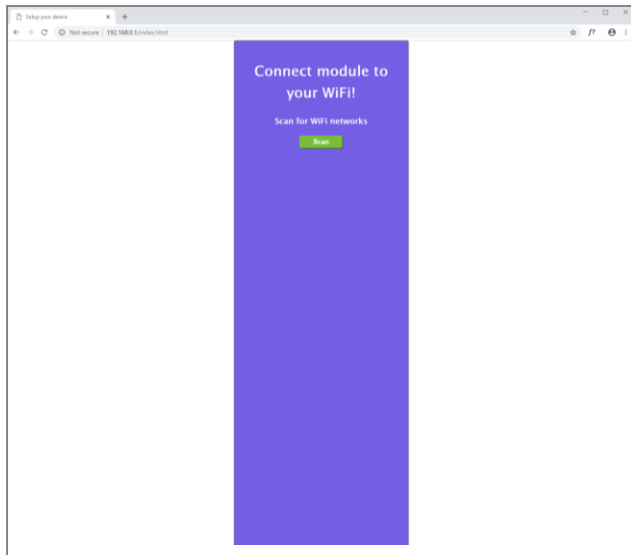 Setup your device
Not secure | 192.168.0.1/index.html
Connect module to
your WiFi!
Scan for WiFi networks
Scan